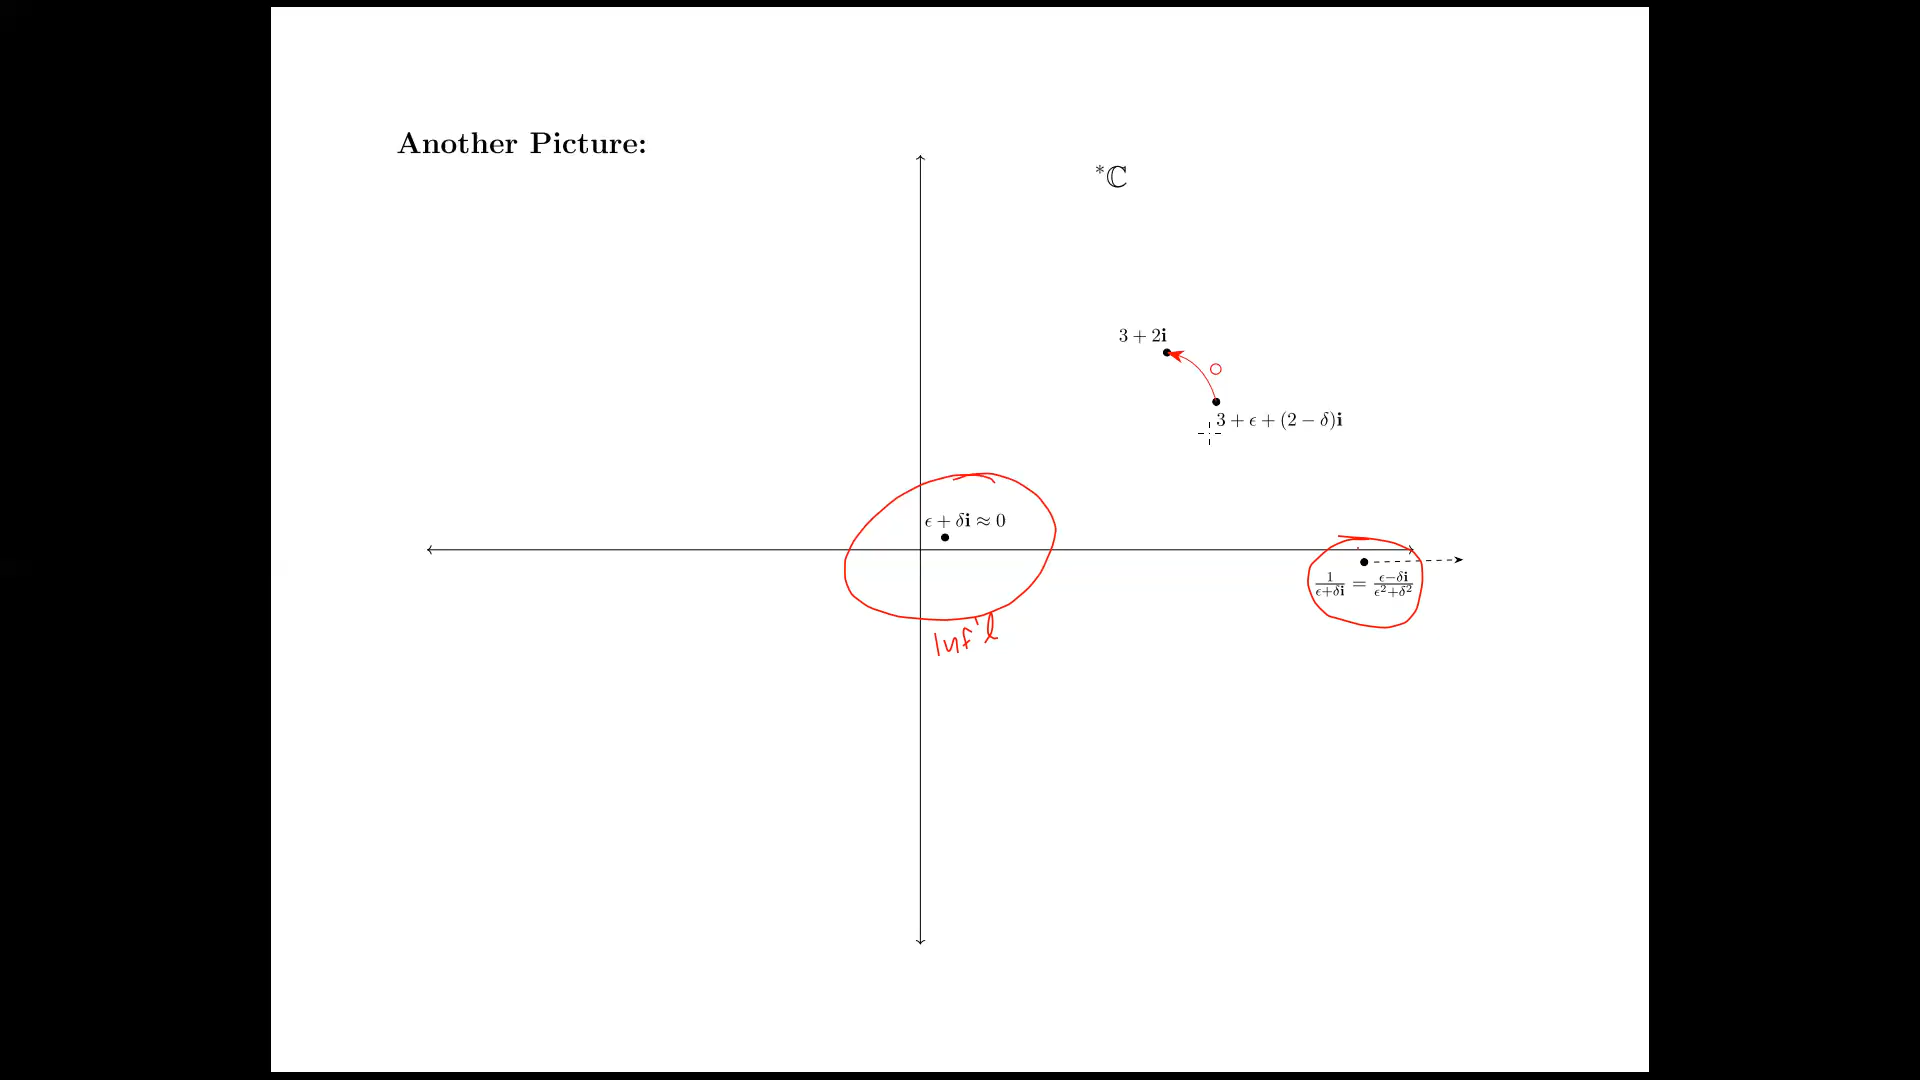 Another Picture:
*ℂ
3 + 2i
3 + ϵ + (2 − δ)i
ϵ + δi ≈ 0
1/(ϵ+δi) = (ϵ−δi)/(ϵ²+δ²)
Inf'l